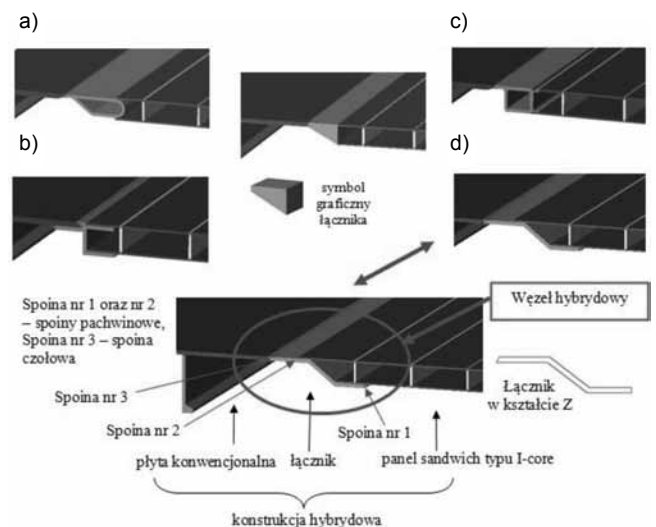 a)
c)
b)
d)
symbol
graficzny
łącznika
Spoina nr 1 oraz nr 2
– spoiny pachwinowe,
Spoina nr 3 – spoina
czołowa
Węzeł hybrydowy
Spoina nr 3
Spoina nr 2
Spoina nr 1
Łącznik
w kształcie Z
płyta konwencjonalna
łącznik
panel sandwich typu I-core
konstrukcja hybrydowa